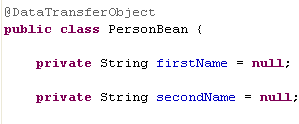 @DataTransferObject
public class PersonBean {
private String firstName = null;
private String secondName = null;